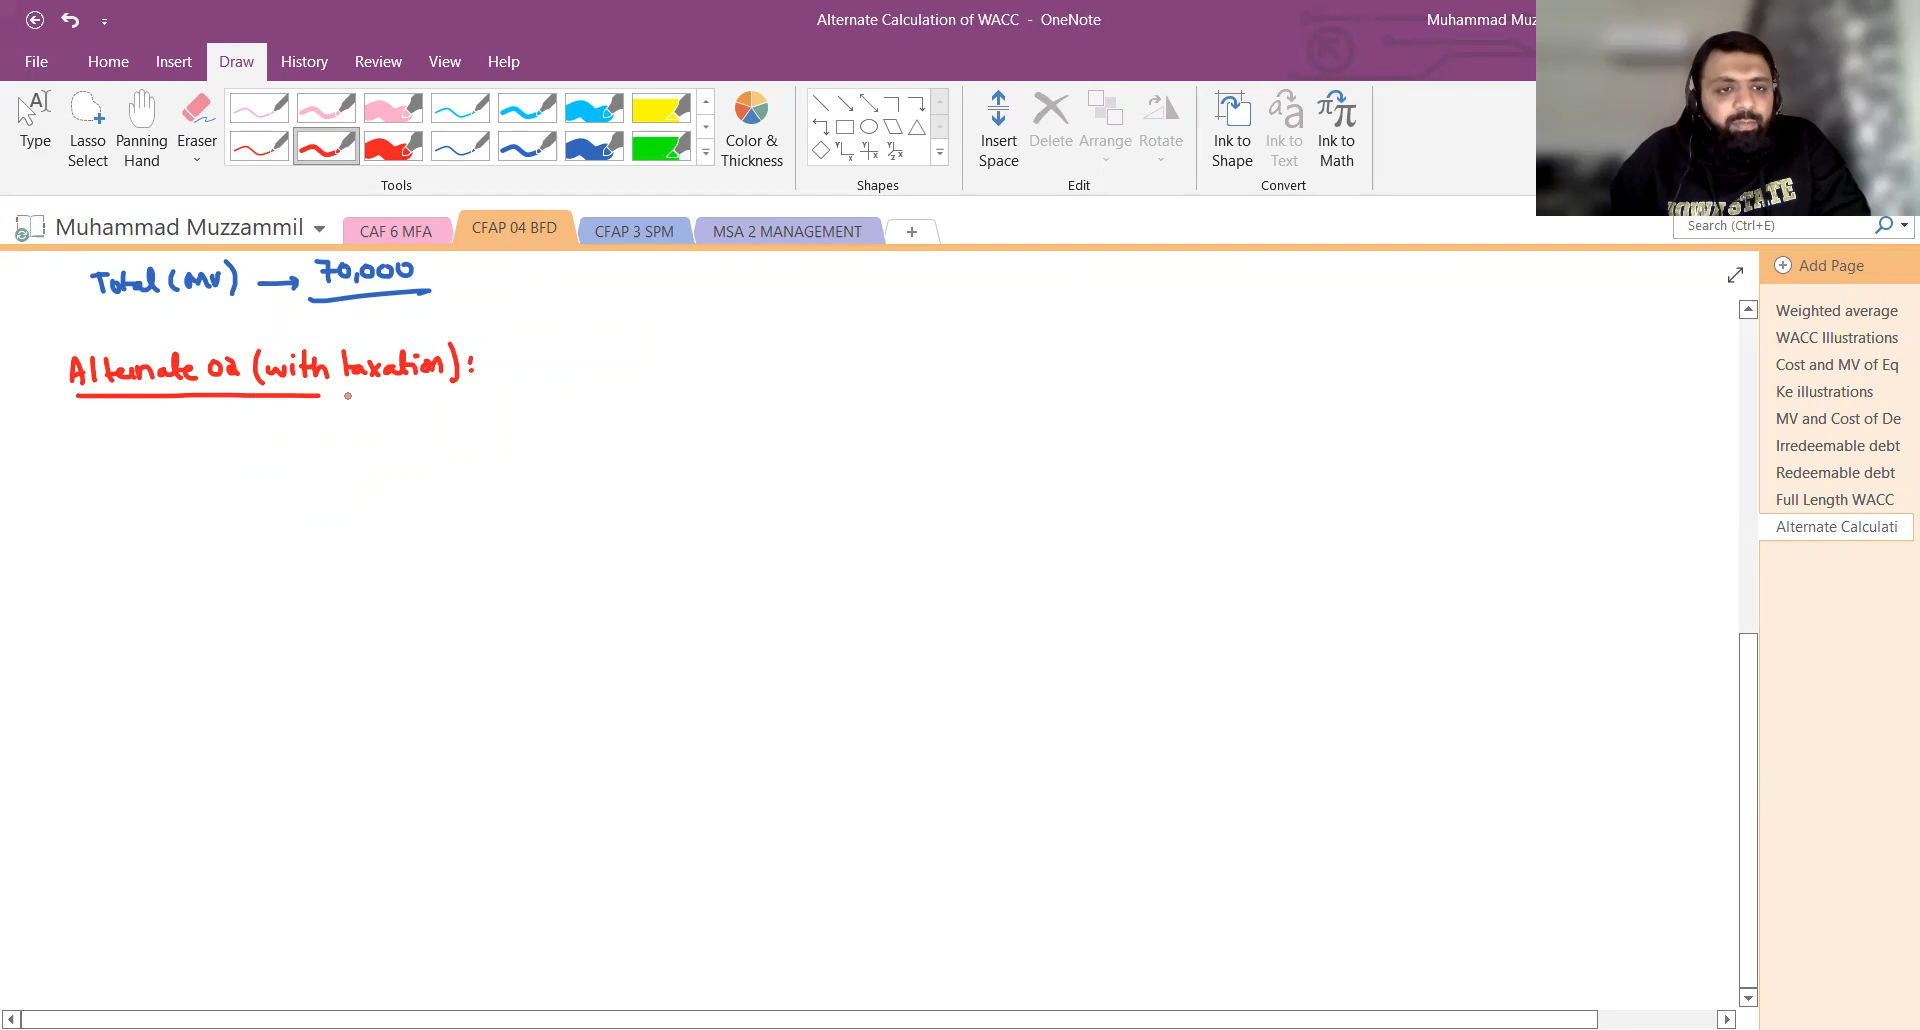 Alternate Calculation of WACC - OneNote
Muhammad Muz
File Home Insert Draw History Review View Help
Type
Lasso Select
Panning Hand
Eraser
Color & Thickness
Insert Space
Delete
Arrange
Rotate
Ink to Shape
Ink to Text
Ink to Math
Tools
Shapes
Edit
Convert
Muhammad Muzzammil
CAF 6 MFA
CFAP 04 BFD
CFAP 3 SPM
MSA 2 MANAGEMENT
Search (Ctrl+E)
Total (MV) → 70,000
Alternate 02 (with taxation):
Add Page
Weighted average
WACC Illustrations
Cost and MV of Eq
Ke illustrations
MV and Cost of De
Irredeemable debt
Redeemable debt
Full Length WACC
Alternate Calculati